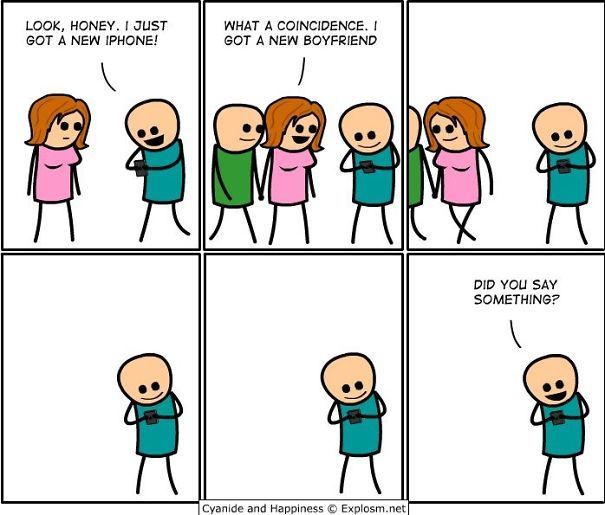 LOOK, HONEY. I JUST
GOT A NEW IPHONE!
WHAT A COINCIDENCE. I
GOT A NEW BOYFRIEND
DID YOU SAY
SOMETHING?
Cyanide and Happiness © Explosm.net